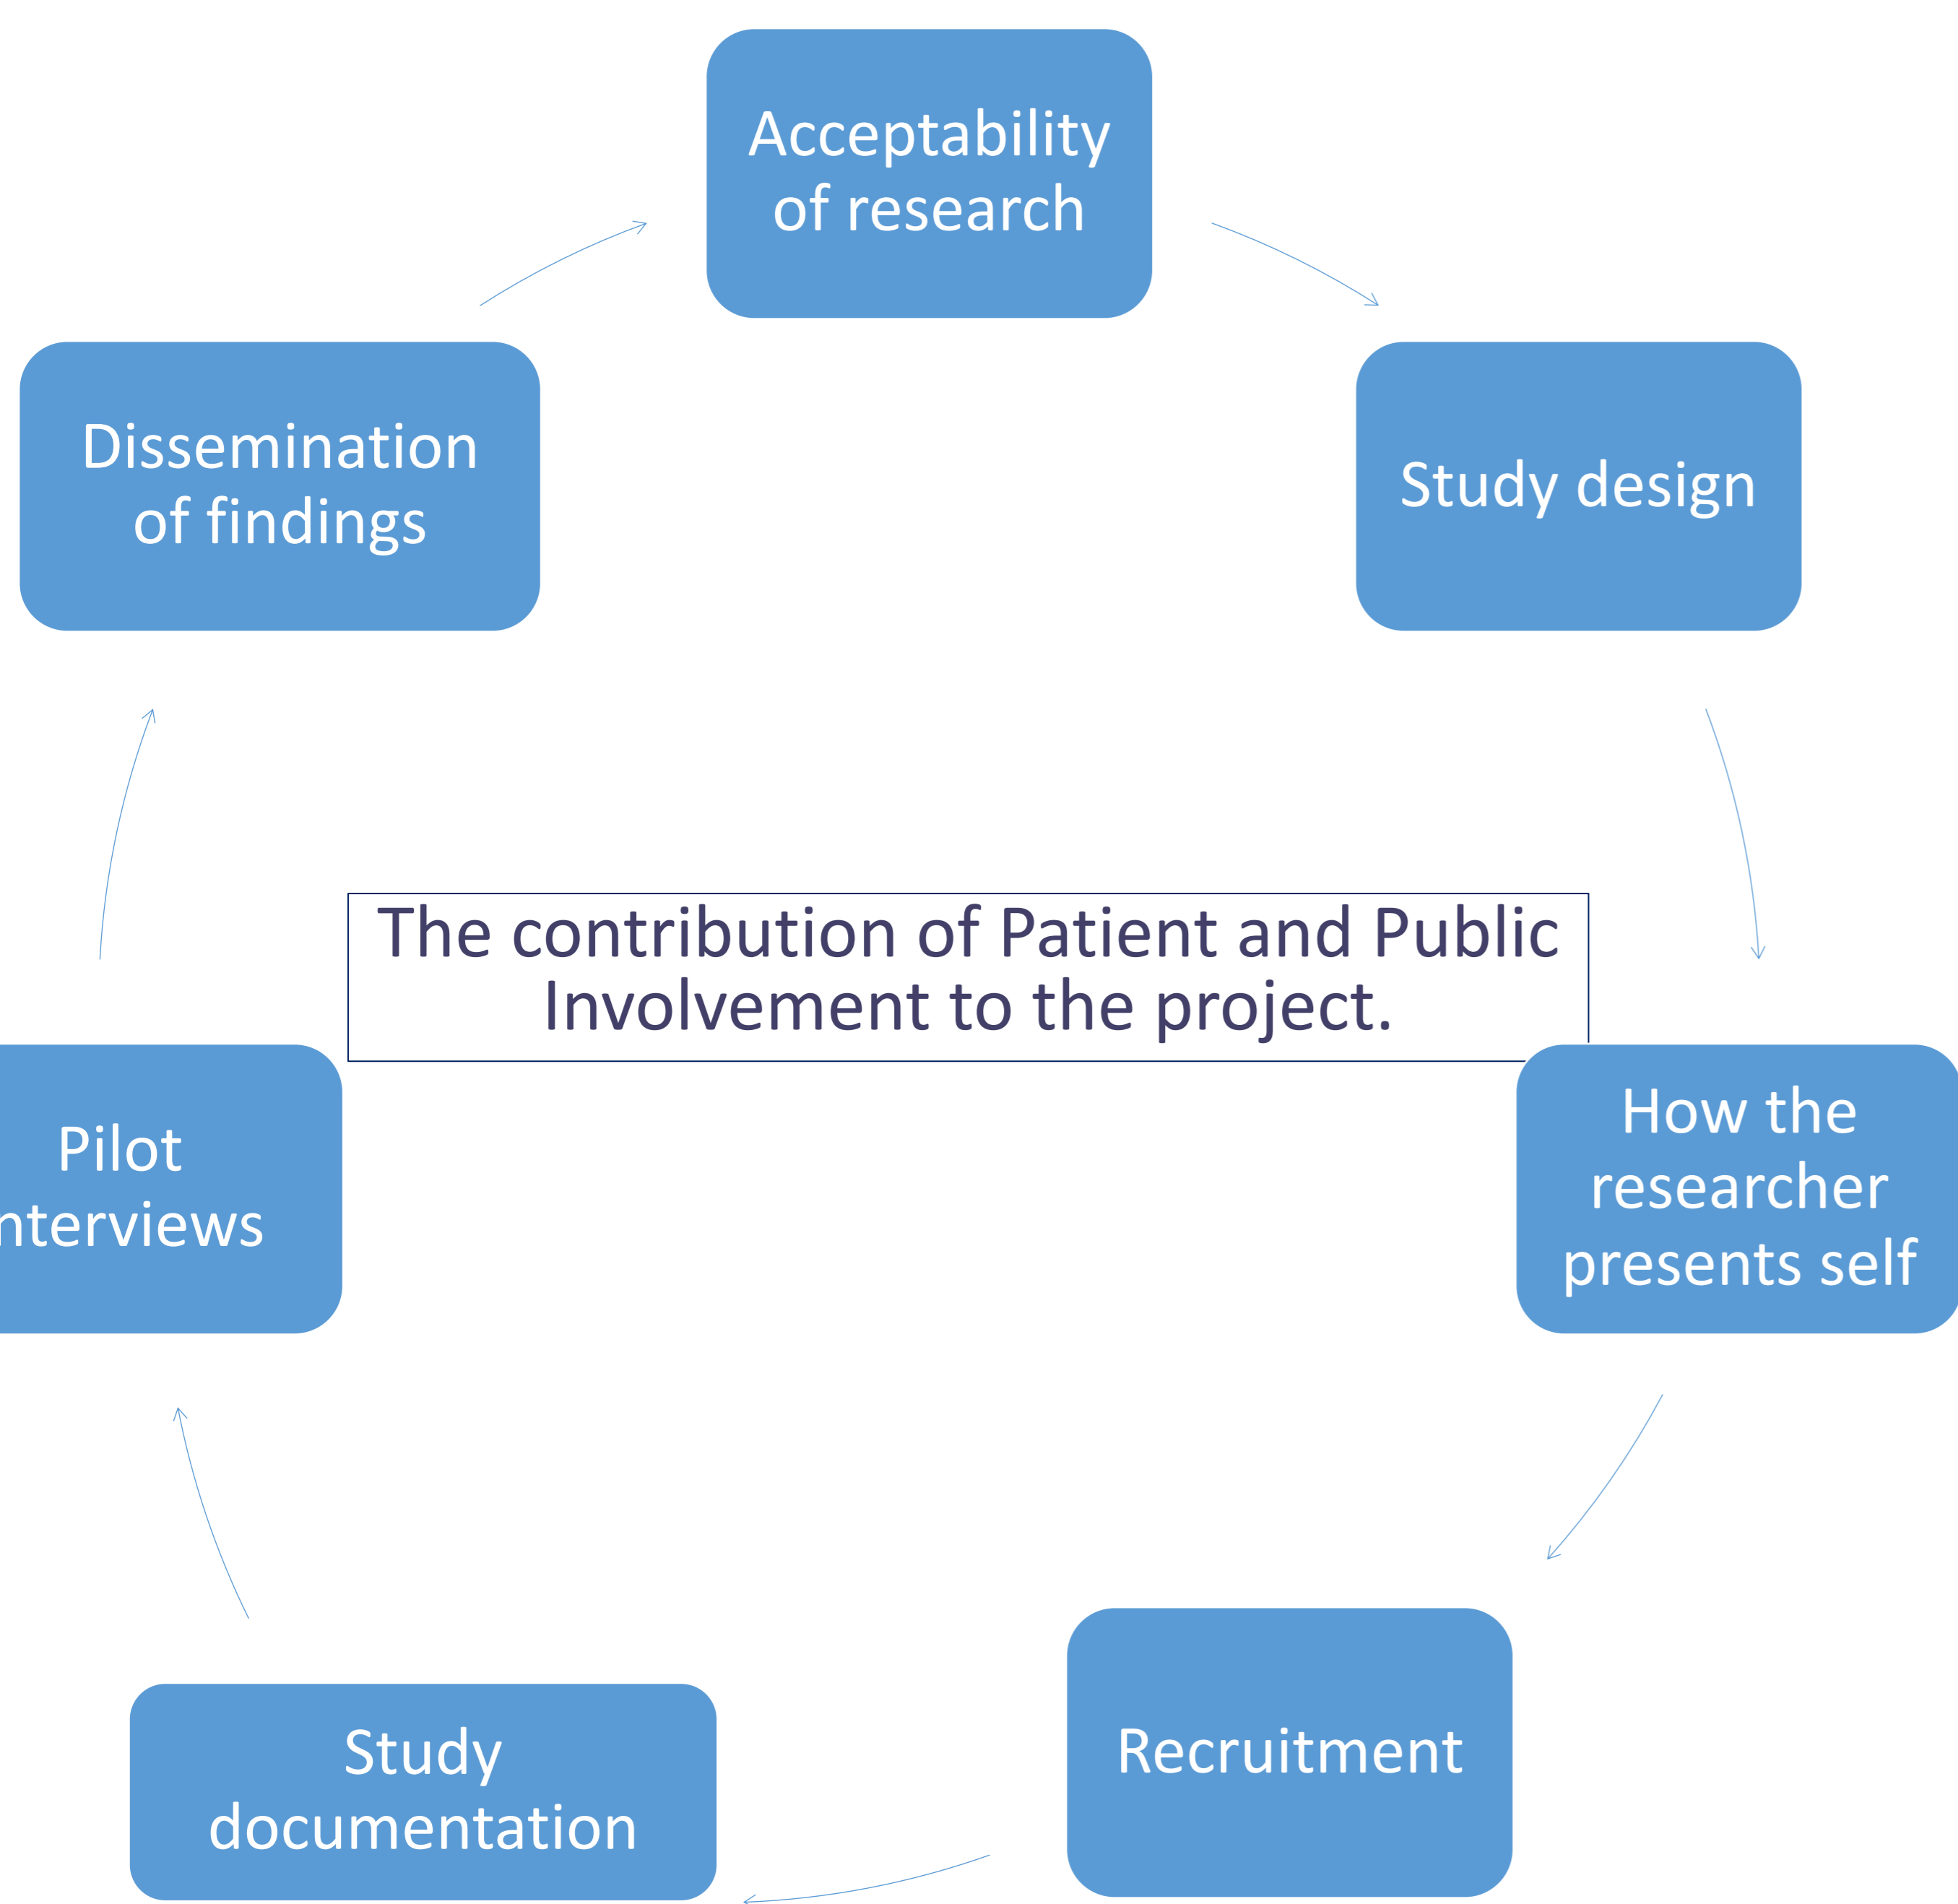 Acceptability
of research
Study design
How the
researcher
presents self
Recruitment
Study
documentation
Pilot
nterviews
Dissemination
of findings
The contribution of Patient and Public
Involvement to the project.